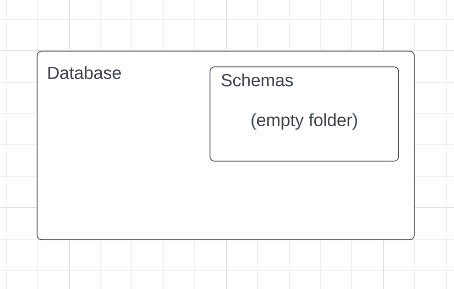 Database
Schemas
(empty folder)